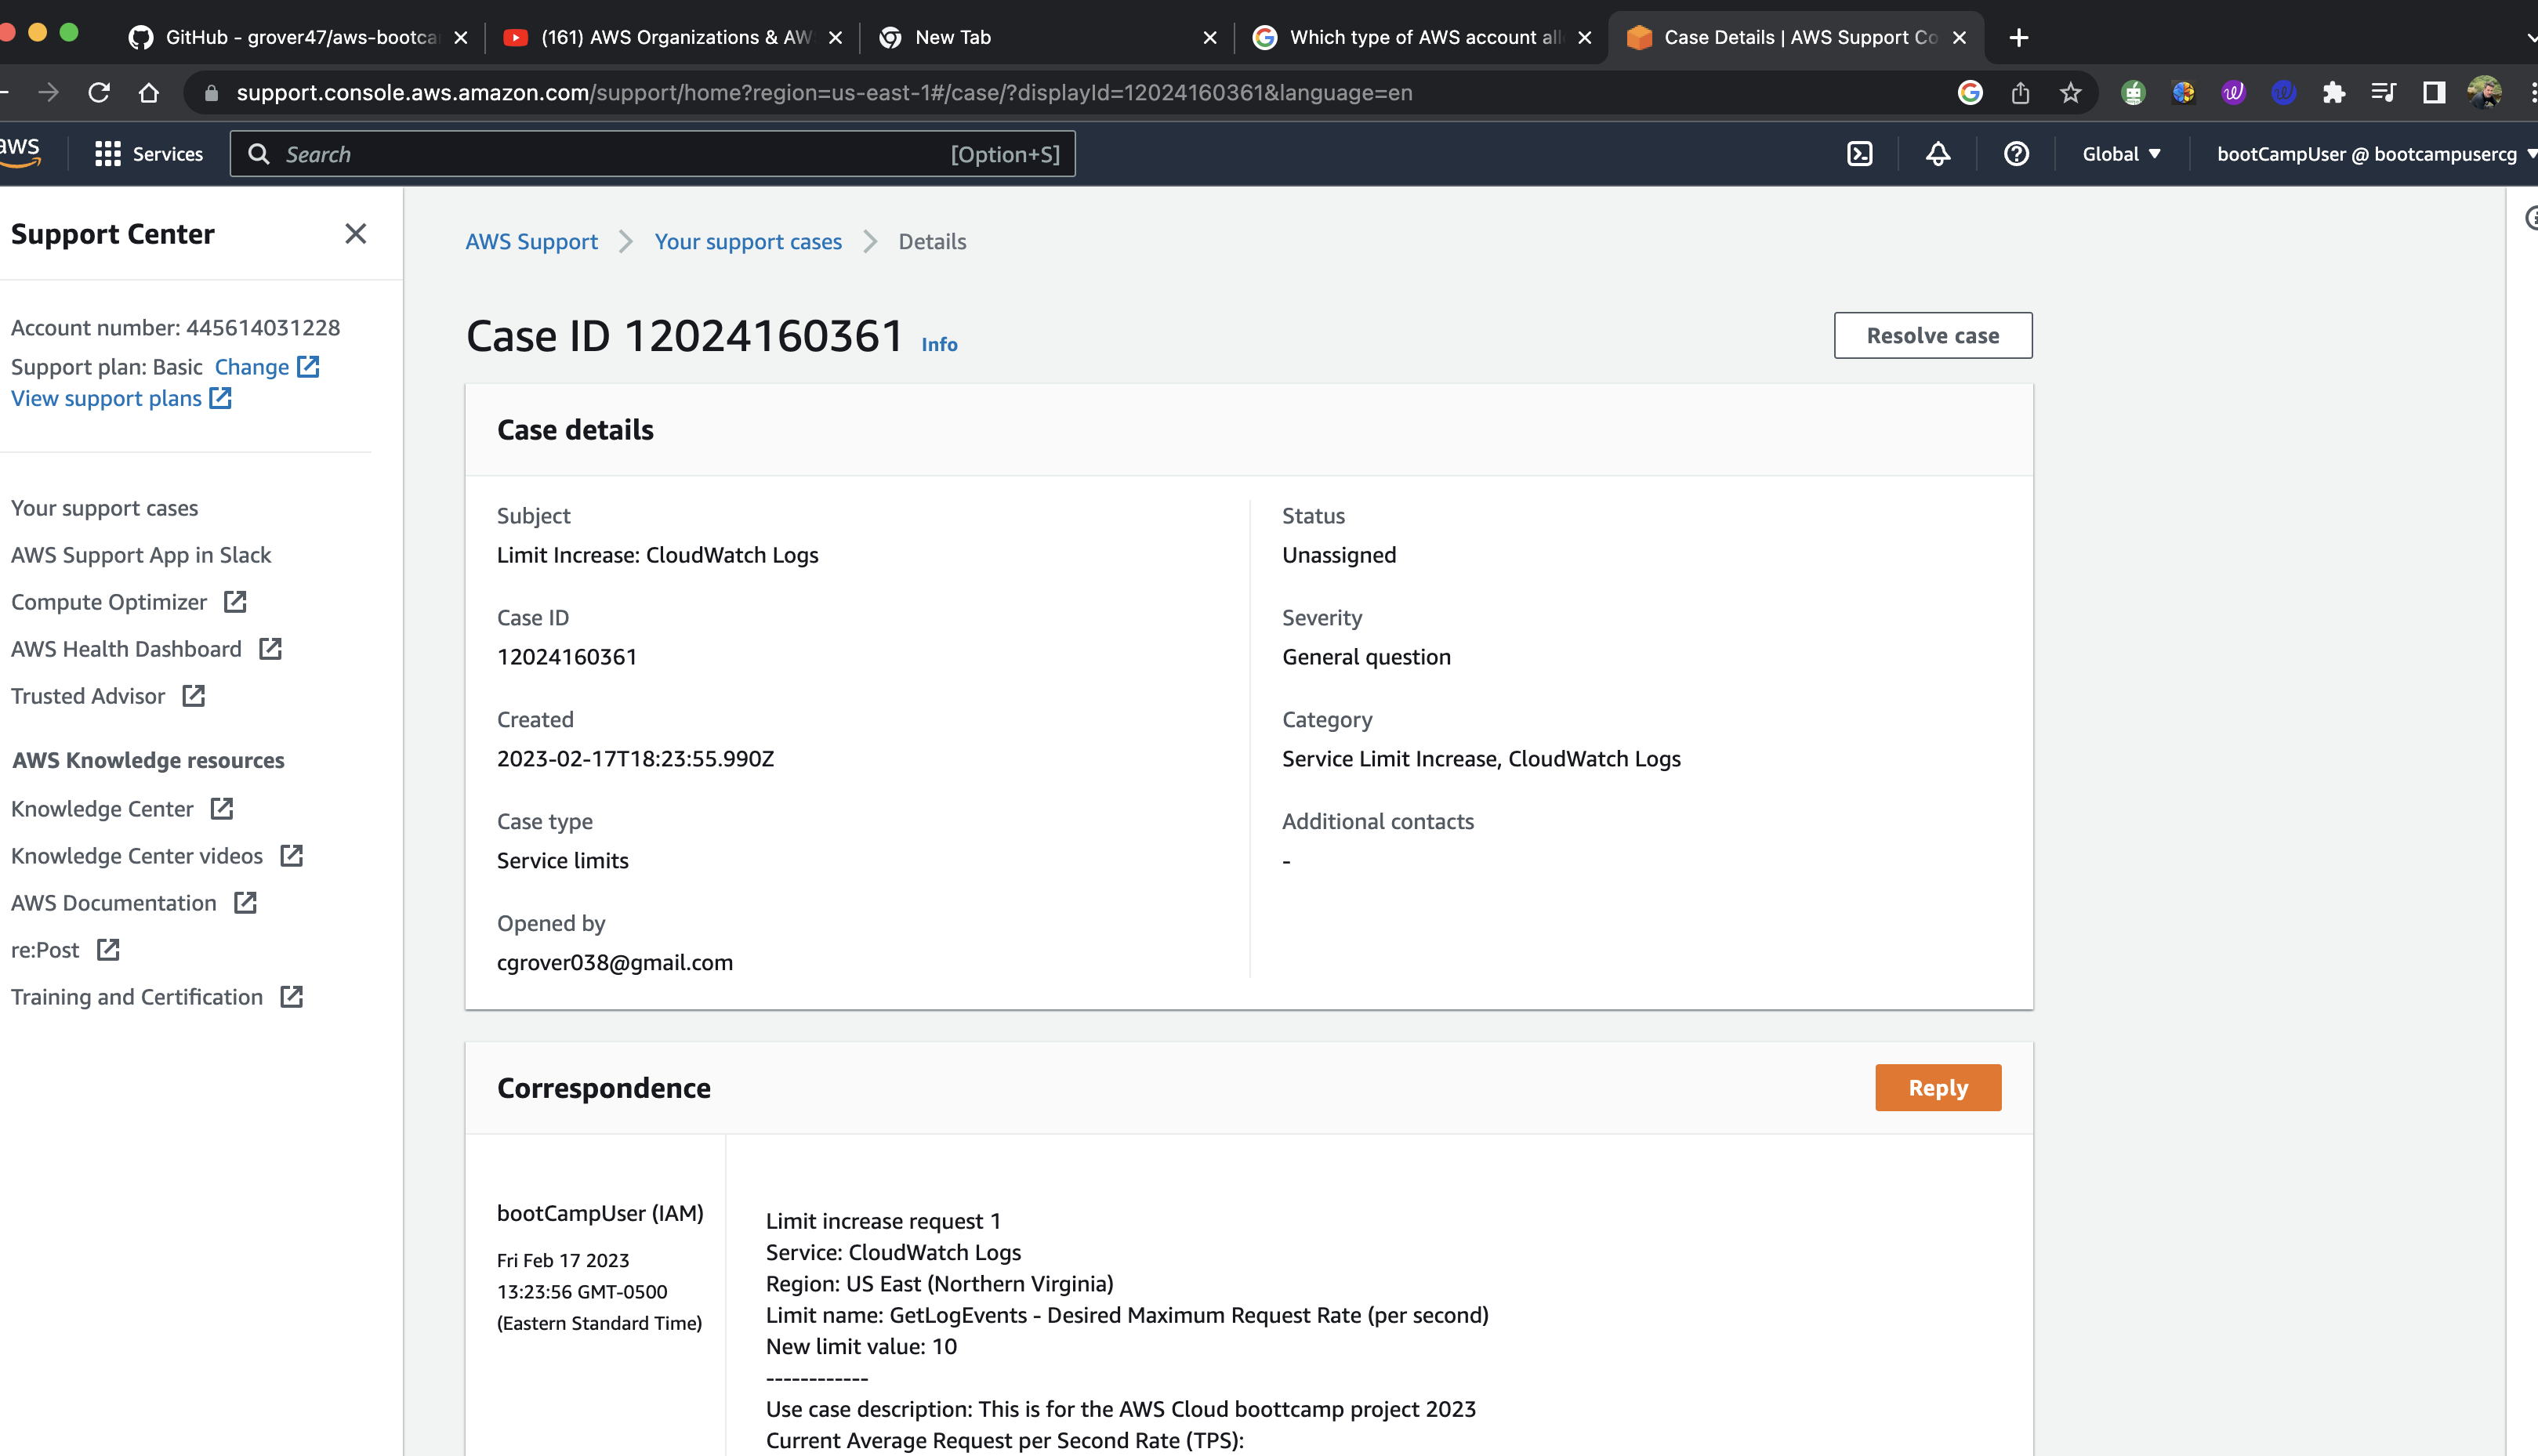 GitHub - grover47/aws-bootca
(161) AWS Organizations & AW
New Tab
Which type of AWS account all
Case Details | AWS Support Co
support.console.aws.amazon.com/support/home?region=us-east-1#/case/?displayId=12024160361&language=en
aws
Services
Search
[Option+S]
Global
bootCampUser @ bootcampusercg
Support Center
Account number: 445614031228
Support plan: Basic Change
View support plans
Your support cases
AWS Support App in Slack
Compute Optimizer
AWS Health Dashboard
Trusted Advisor
AWS Knowledge resources
Knowledge Center
Knowledge Center videos
AWS Documentation
re:Post
Training and Certification
AWS Support
Your support cases
Details
Case ID 12024160361 Info
Resolve case
Case details
Subject
Limit Increase: CloudWatch Logs
Case ID
12024160361
Created
2023-02-17T18:23:55.990Z
Case type
Service limits
Opened by
cgrover038@gmail.com
Status
Unassigned
Severity
General question
Category
Service Limit Increase, CloudWatch Logs
Additional contacts
-
Correspondence
Reply
bootCampUser (IAM)
Fri Feb 17 2023
13:23:56 GMT-0500
(Eastern Standard Time)
Limit increase request 1
Service: CloudWatch Logs
Region: US East (Northern Virginia)
Limit name: GetLogEvents - Desired Maximum Request Rate (per second)
New limit value: 10
------------
Use case description: This is for the AWS Cloud boottcamp project 2023
Current Average Request per Second Rate (TPS):